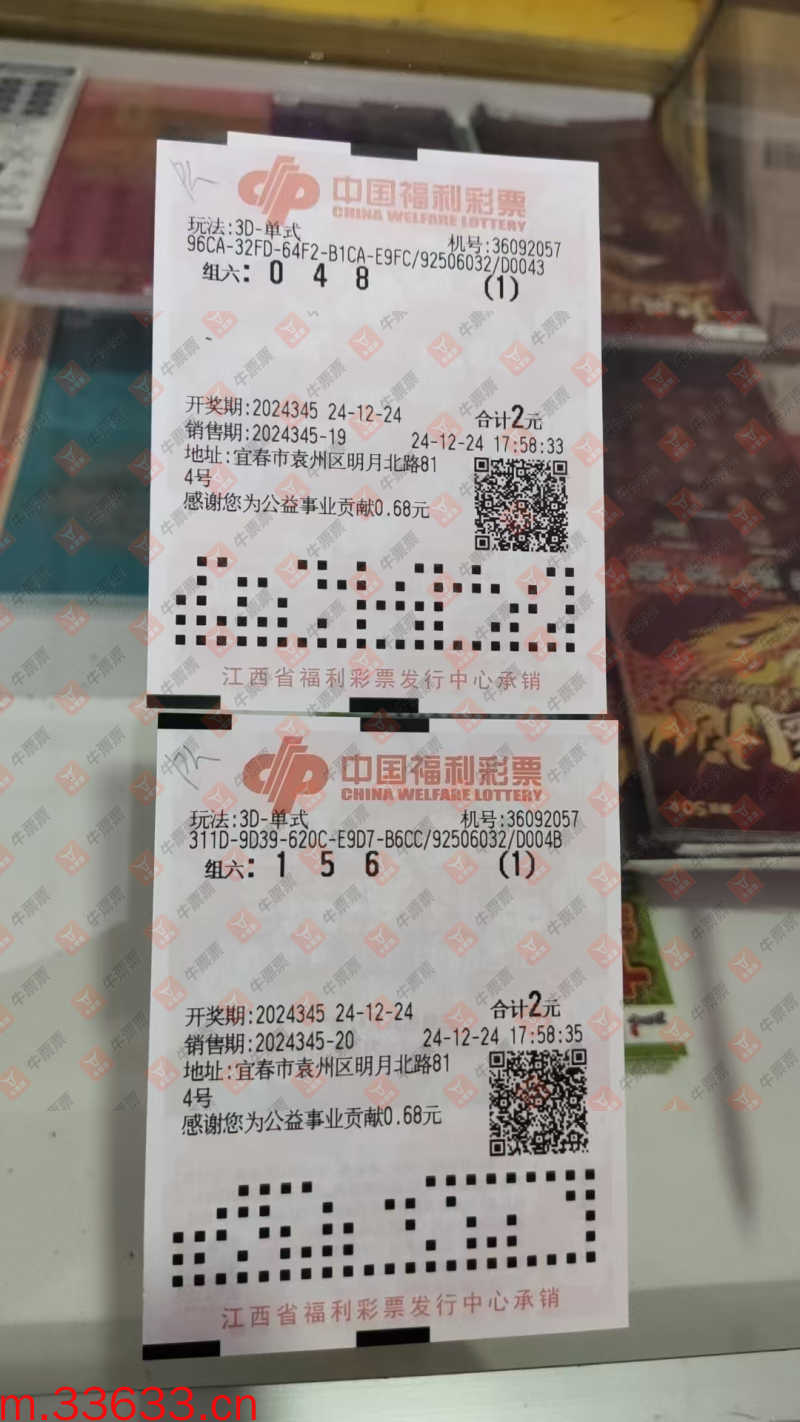 中国福利彩票
CHINA WELFARE LOTTERY
玩法:3D-单式 机号:36092057
96CA-32FD-64F2-B1CA-E9FC/92506032/D0043
组六: 0 4 8 (1)
开奖期:2024345 24-12-24 合计2元
销售期:2024345-19 24-12-24 17:58:33
地址:宜春市袁州区明月北路81
4号
感谢您为公益事业贡献0.68元
江西省福利彩票发行中心承销
中国福利彩票
CHINA WELFARE LOTTERY
玩法:3D-单式 机号:36092057
311D-9D39-620C-E9D7-B6CC/92506032/D004B
组六: 1 5 6 (1)
开奖期:2024345 24-12-24 合计2元
销售期:2024345-20 24-12-24 17:58:35
地址:宜春市袁州区明月北路81
4号
感谢您为公益事业贡献0.68元
江西省福利彩票发行中心承销
牛票票
m.33633.cn